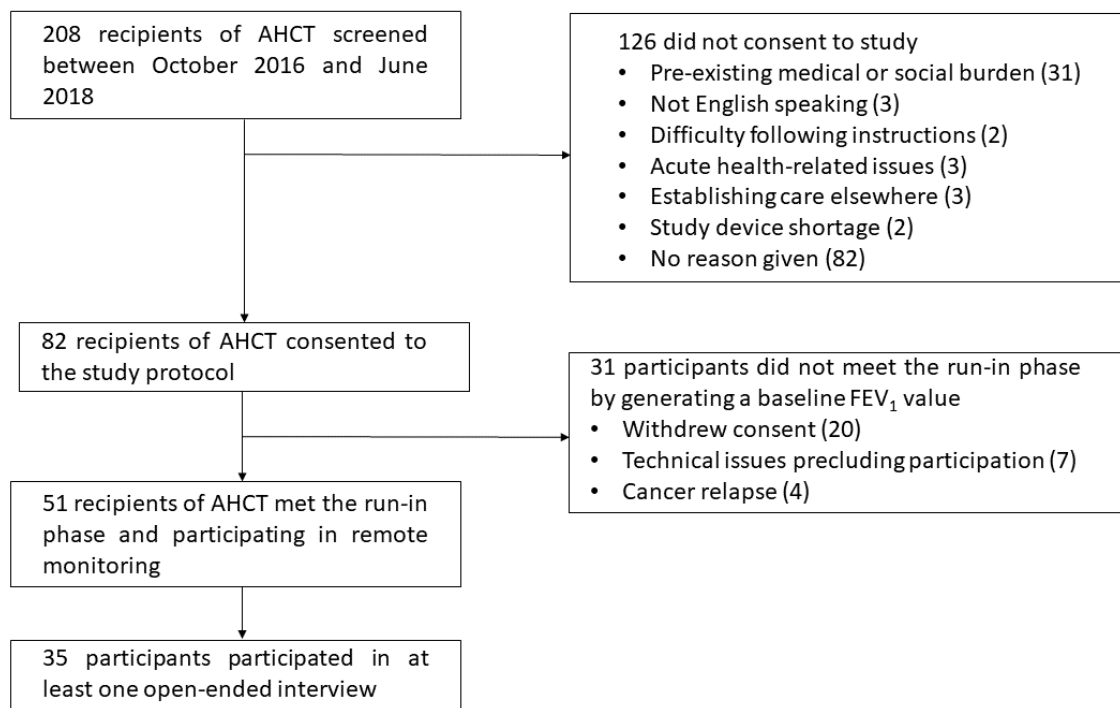 208 recipients of AHCT screened
between October 2016 and June
2018
126 did not consent to study
• Pre-existing medical or social burden (31)
• Not English speaking (3)
• Difficulty following instructions (2)
• Acute health-related issues (3)
• Establishing care elsewhere (3)
• Study device shortage (2)
• No reason given (82)
82 recipients of AHCT consented to
the study protocol
31 participants did not meet the run-in phase
by generating a baseline FEV₁ value
• Withdrew consent (20)
• Technical issues precluding participation (7)
• Cancer relapse (4)
51 recipients of AHCT met the run-in
phase and participating in remote
monitoring
35 participants participated in at
least one open-ended interview